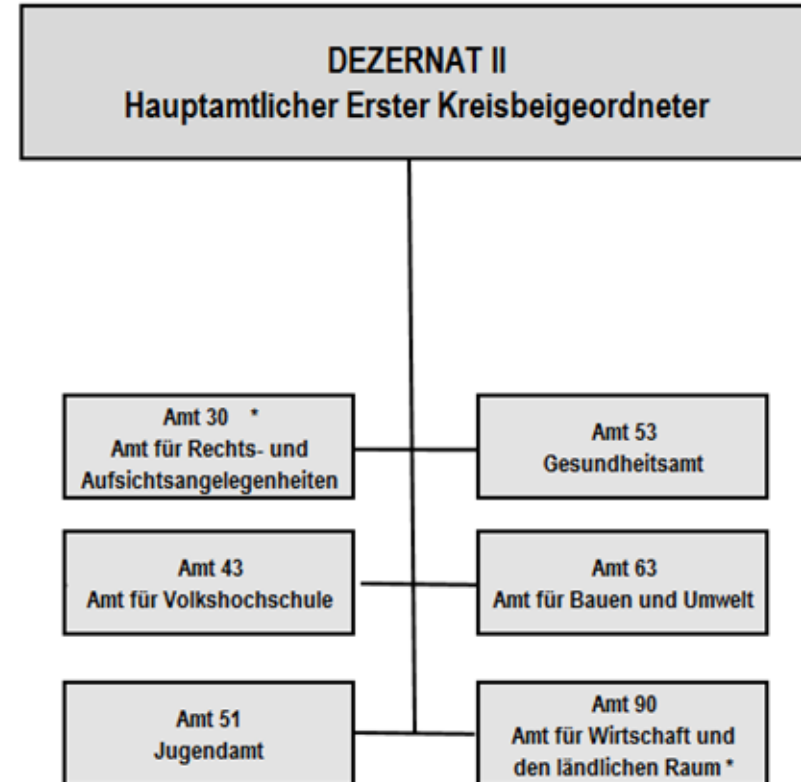 DEZERNAT II
Hauptamtlicher Erster Kreisbeigeordneter
Amt 30 *
Amt für Rechts- und
Aufsichtsangelegenheiten
Amt 53
Gesundheitsamt
Amt 43
Amt für Volkshochschule
Amt 63
Amt für Bauen und Umwelt
Amt 51
Jugendamt
Amt 90
Amt für Wirtschaft und
den ländlichen Raum *